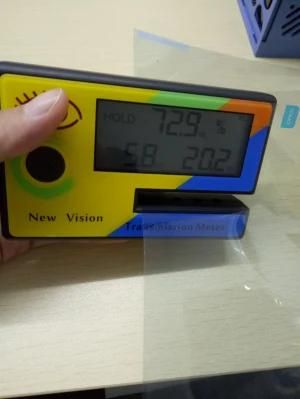 HOLD 72.9 %
58 20.2
New Vision
Transmission Meter